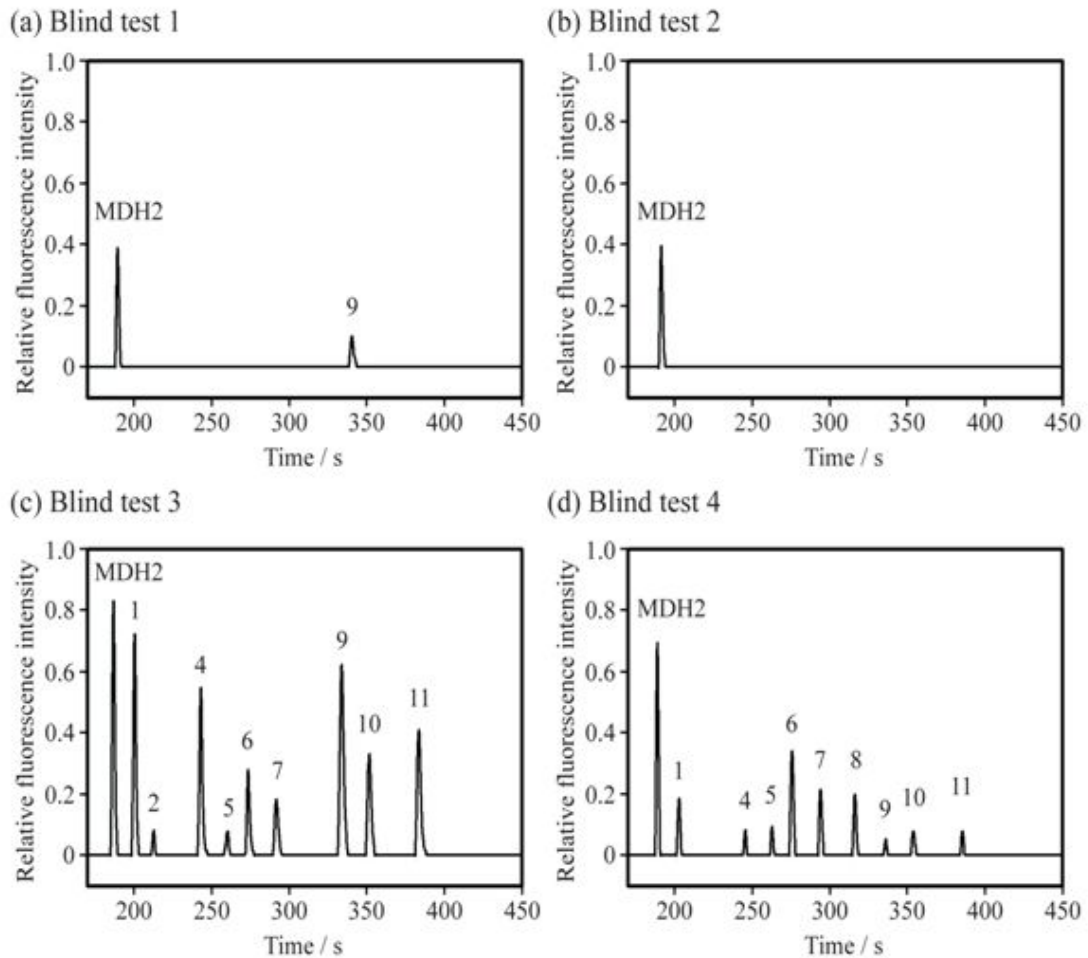 (a) Blind test 1
Relative fluorescence intensity
1.0
0.8
0.6
0.4
0.2
0
MDH2
9
200 250 300 350 400 450
Time / s
(b) Blind test 2
Relative fluorescence intensity
1.0
0.8
0.6
0.4
0.2
0
MDH2
200 250 300 350 400 450
Time / s
(c) Blind test 3
Relative fluorescence intensity
1.0
0.8
0.6
0.4
0.2
0
MDH2
1
2
4
5
6
7
9
10
11
200 250 300 350 400 450
Time / s
(d) Blind test 4
Relative fluorescence intensity
1.0
0.8
0.6
0.4
0.2
0
MDH2
1
4
5
6
7
8
9
10
11
200 250 300 350 400 450
Time / s